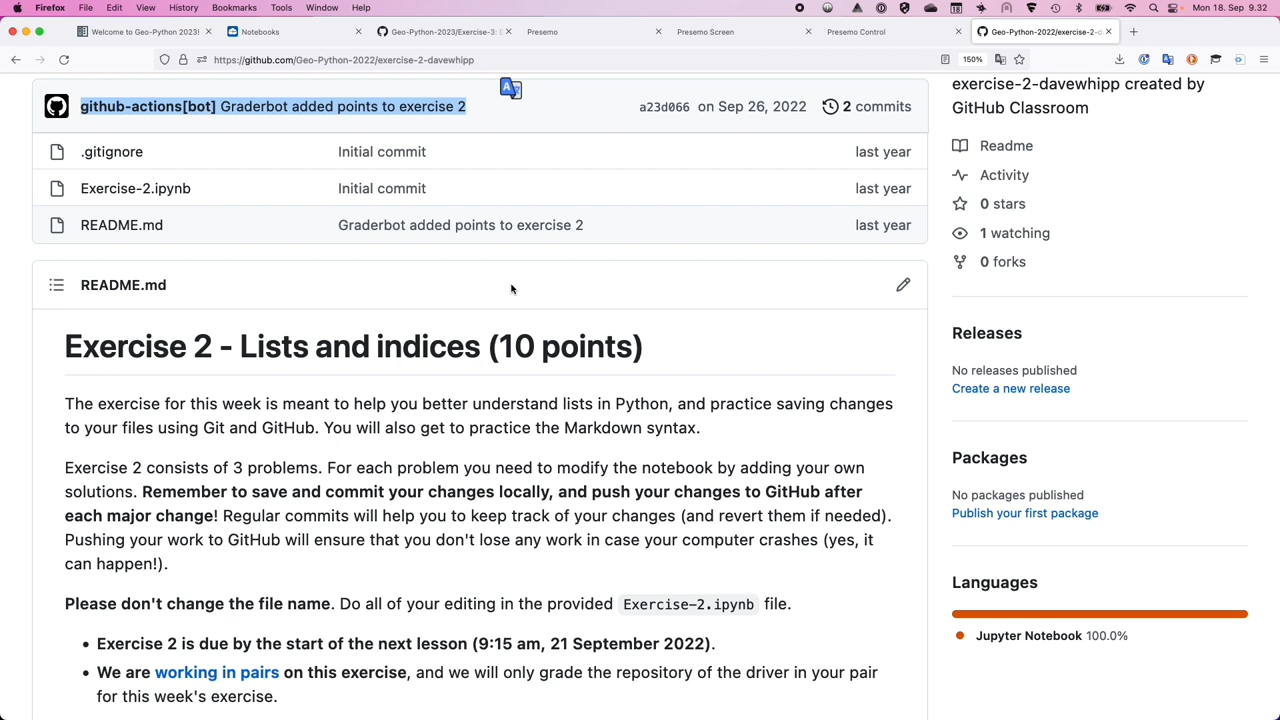 Firefox File Edit View History Bookmarks Tools Window Help Mon 18. Sep 9.32
Welcome to Geo-Python 2023! Notebooks Geo-Python-2023/Exercise-3: Presemo Presemo Screen Presemo Control Geo-Python-2022/exercise-2-d
https://github.com/Geo-Python-2022/exercise-2-davewhipp 150%
github-actions[bot] Graderbot added points to exercise 2 a23d066 on Sep 26, 2022 2 commits
.gitignore Initial commit last year
Exercise-2.ipynb Initial commit last year
README.md Graderbot added points to exercise 2 last year
README.md
Exercise 2 - Lists and indices (10 points)
The exercise for this week is meant to help you better understand lists in Python, and practice saving changes
to your files using Git and GitHub. You will also get to practice the Markdown syntax.
Exercise 2 consists of 3 problems. For each problem you need to modify the notebook by adding your own
solutions. Remember to save and commit your changes locally, and push your changes to GitHub after
each major change! Regular commits will help you to keep track of your changes (and revert them if needed).
Pushing your work to GitHub will ensure that you don't lose any work in case your computer crashes (yes, it
can happen!).
Please don't change the file name. Do all of your editing in the provided Exercise-2.ipynb file.
• Exercise 2 is due by the start of the next lesson (9:15 am, 21 September 2022).
• We are working in pairs on this exercise, and we will only grade the repository of the driver in your pair
for this week's exercise.
exercise-2-davewhipp created by
GitHub Classroom
Readme
Activity
0 stars
1 watching
0 forks
Releases
No releases published
Create a new release
Packages
No packages published
Publish your first package
Languages
Jupyter Notebook 100.0%